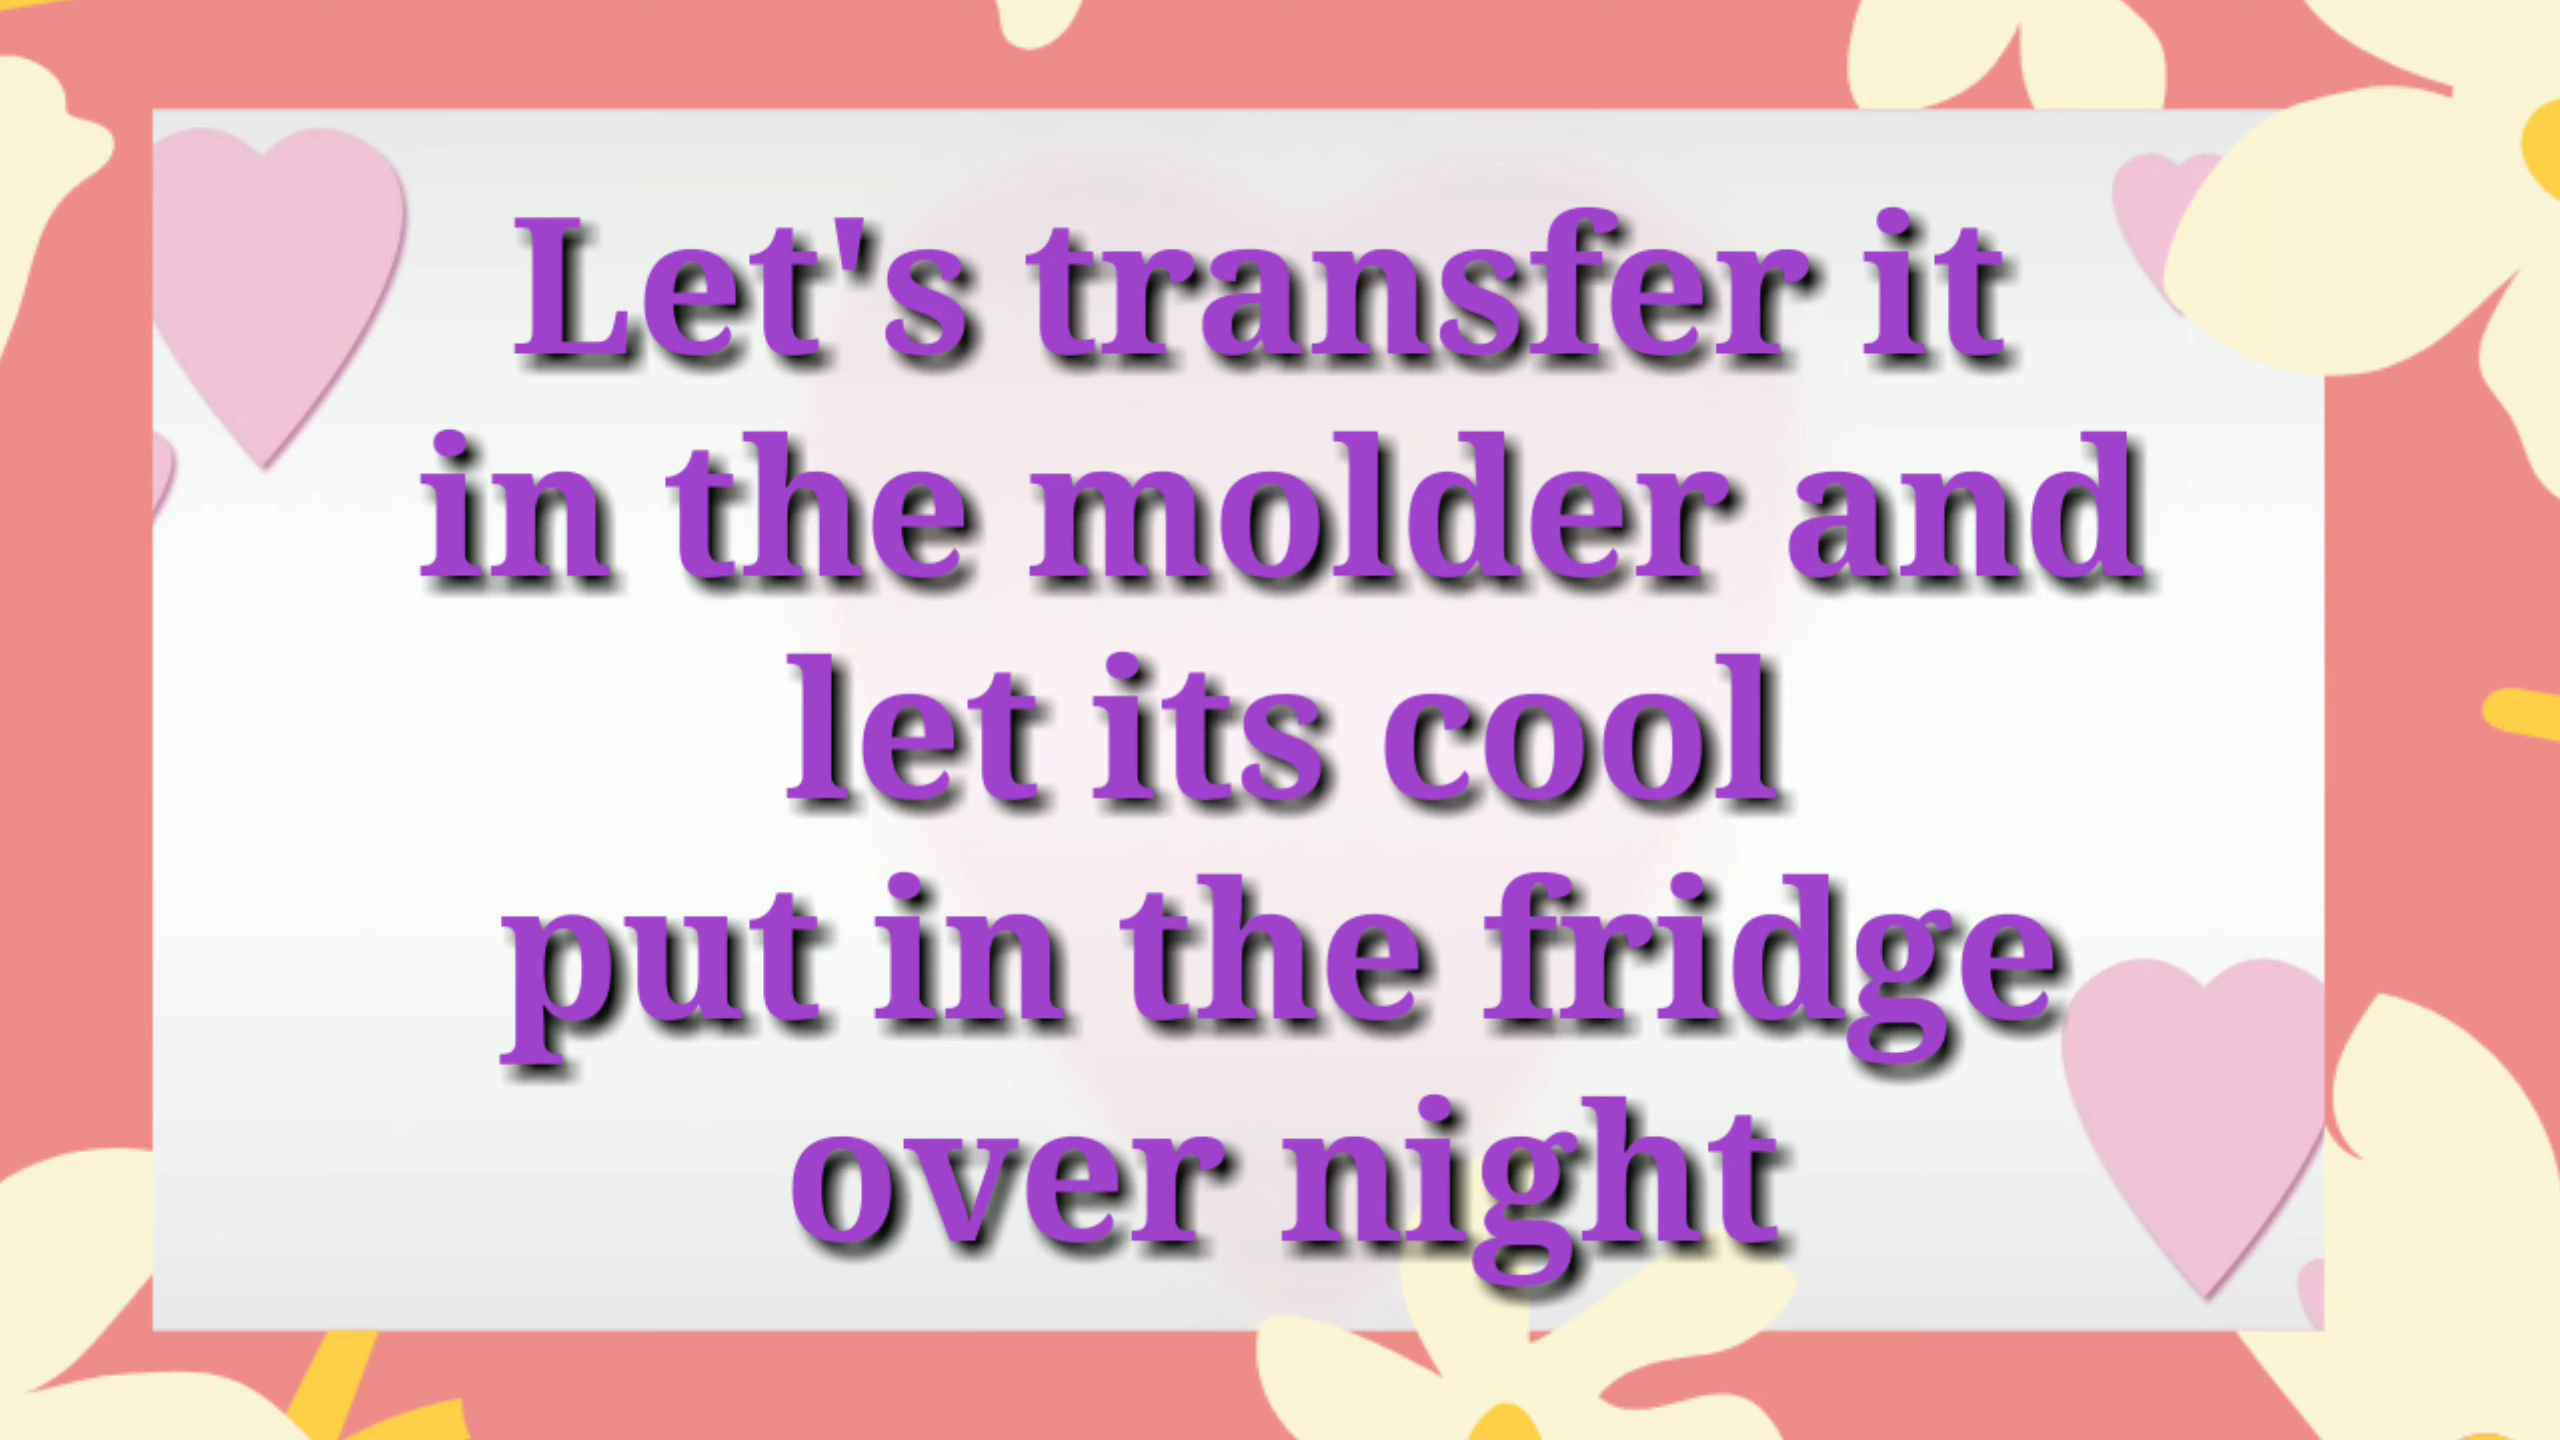 Let's transfer it
in the molder and
let its cool
put in the fridge
over night